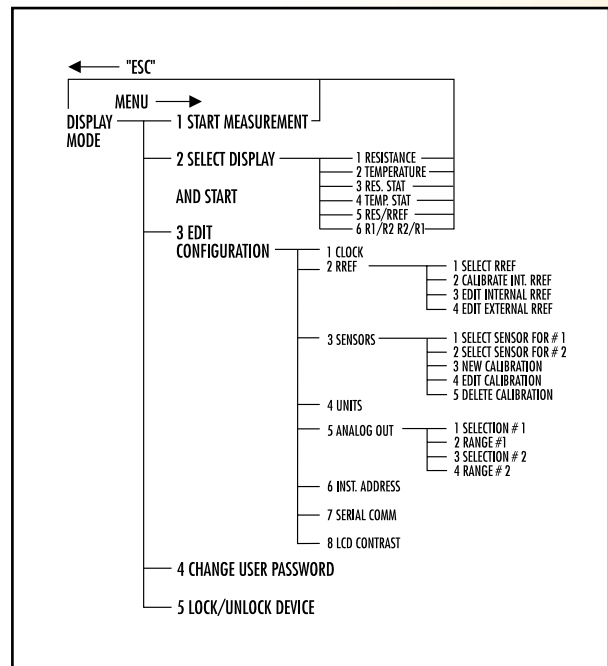 "ESC"
MENU
DISPLAY
MODE
1 START MEASUREMENT
2 SELECT DISPLAY
AND START
1 RESISTANCE
2 TEMPERATURE
3 RES. STAT
4 TEMP. STAT
5 RES/RREF
6 R1/R2 R2/R1
3 EDIT
CONFIGURATION
1 CLOCK
2 RREF
1 SELECT RREF
2 CALIBRATE INT. RREF
3 EDIT INTERNAL RREF
4 EDIT EXTERNAL RREF
3 SENSORS
1 SELECT SENSOR FOR # 1
2 SELECT SENSOR FOR # 2
3 NEW CALIBRATION
4 EDIT CALIBRATION
5 DELETE CALIBRATION
4 UNITS
5 ANALOG OUT
1 SELECTION # 1
2 RANGE #1
3 SELECTION # 2
4 RANGE # 2
6 INST. ADDRESS
7 SERIAL COMM
8 LCD CONTRAST
4 CHANGE USER PASSWORD
5 LOCK/UNLOCK DEVICE